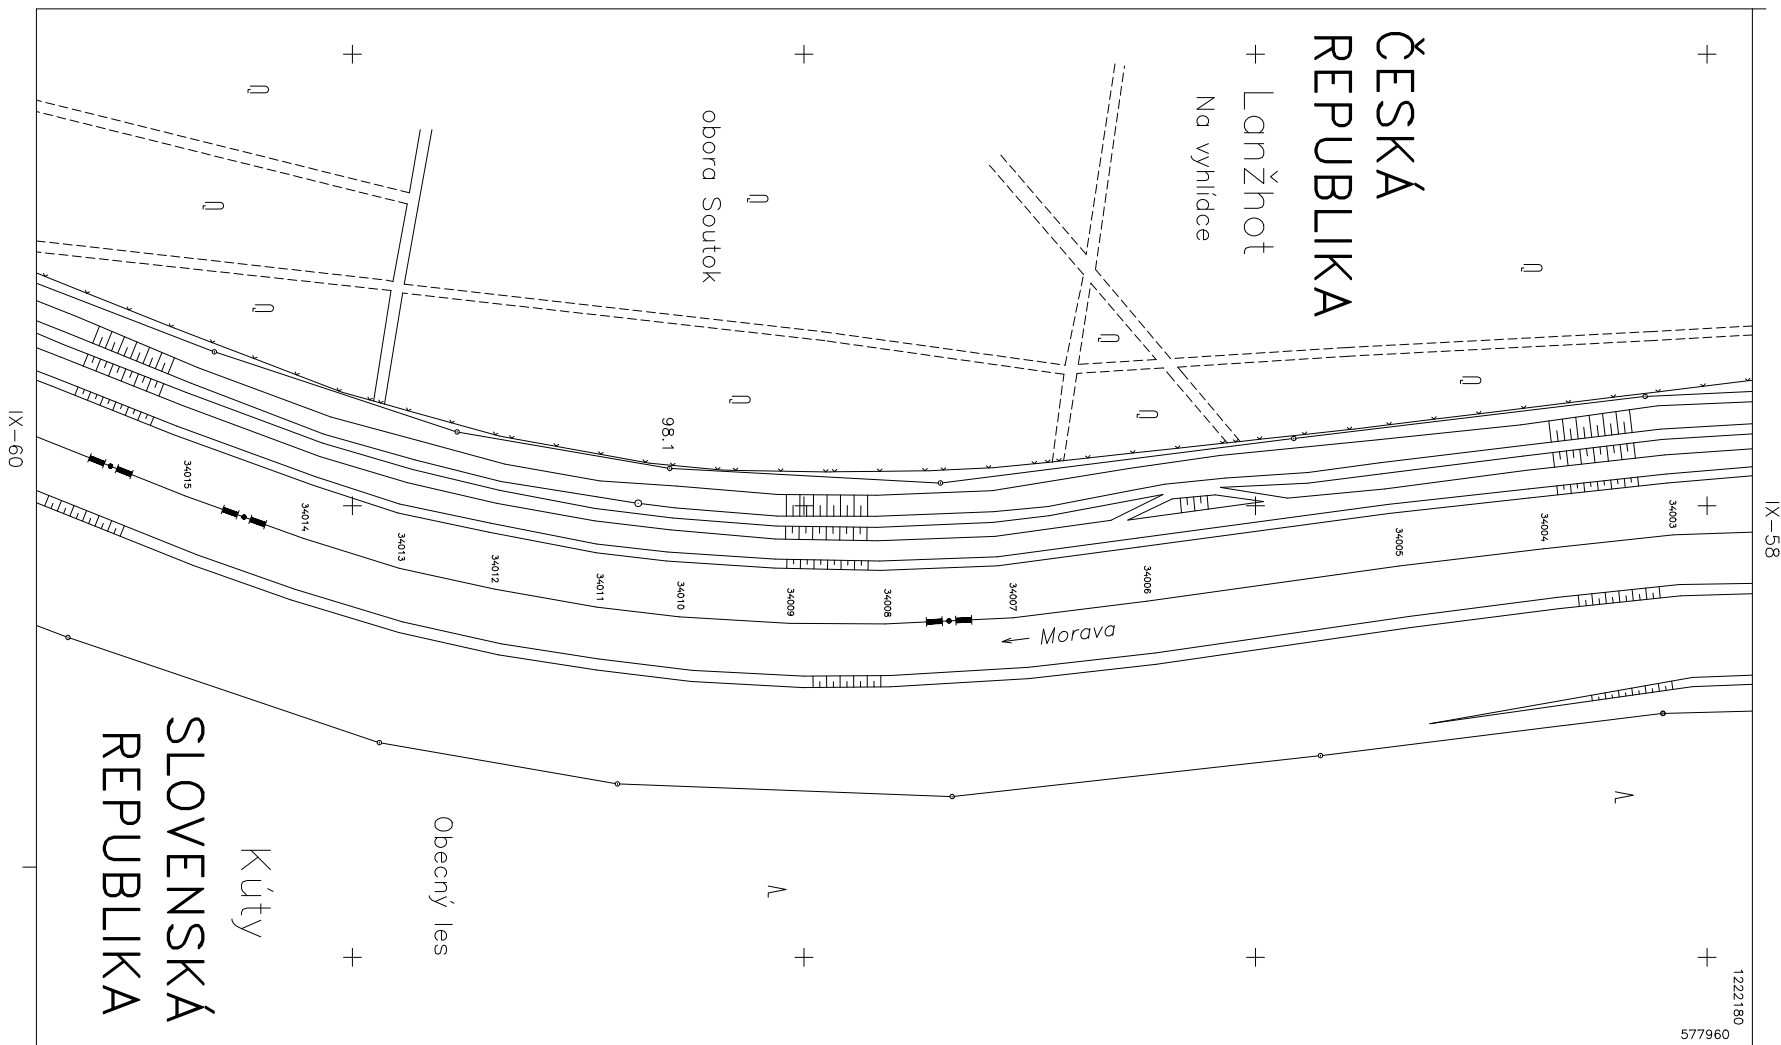 ČESKÁ
REPUBLIKA
Lanžhot
Na vyhlídce
obora Soutok
98.1
IX-58
IX-60
34003
34004
34005
34006
34007
34008
34009
34010
34011
34012
34013
34014
34015
Morava
SLOVENSKÁ
REPUBLIKA
Kúty
Obecný les
1222180
577960